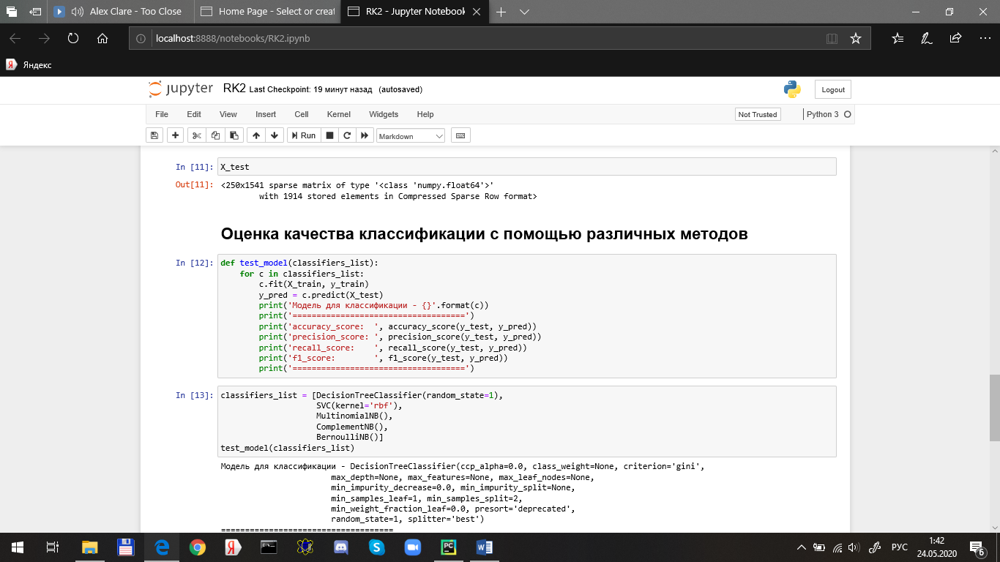 Alex Clare - Too Close
Home Page - Select or creat
RK2 - Jupyter Notebook
localhost:8888/notebooks/RK2.ipynb
Яндекс
jupyter RK2 Last Checkpoint: 19 минут назад (autosaved)
Logout
File Edit View Insert Cell Kernel Widgets Help
Not Trusted
Python 3
Run
Markdown
In [11]: X_test
Out[11]: <250x1541 sparse matrix of type '<class 'numpy.float64'>'
        with 1914 stored elements in Compressed Sparse Row format>
Оценка качества классификации с помощью различных методов
In [12]: def test_model(classifiers_list):
    for c in classifiers_list:
        c.fit(X_train, y_train)
        y_pred = c.predict(X_test)
        print('Модель для классификации - {}'.format(c))
        print('====================================')
        print('accuracy_score:  ', accuracy_score(y_test, y_pred))
        print('precision_score: ', precision_score(y_test, y_pred))
        print('recall_score:    ', recall_score(y_test, y_pred))
        print('f1_score:        ', f1_score(y_test, y_pred))
        print('====================================')
In [13]: classifiers_list = [DecisionTreeClassifier(random_state=1),
                    SVC(kernel='rbf'),
                    MultinomialNB(),
                    ComplementNB(),
                    BernoulliNB()]
test_model(classifiers_list)
Модель для классификации - DecisionTreeClassifier(ccp_alpha=0.0, class_weight=None, criterion='gini',
                       max_depth=None, max_features=None, max_leaf_nodes=None,
                       min_impurity_decrease=0.0, min_impurity_split=None,
                       min_samples_leaf=1, min_samples_split=2,
                       min_weight_fraction_leaf=0.0, presort='deprecated',
                       random_state=1, splitter='best')
====================================
РУС
1:42
24.05.2020
6